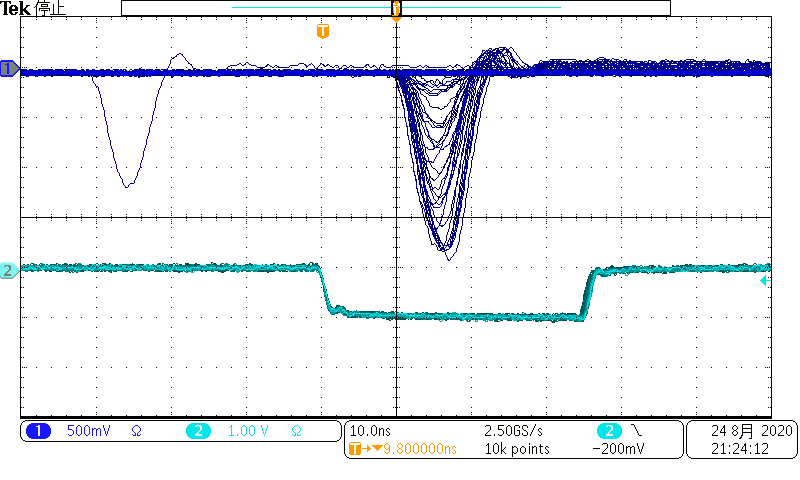 Tek 停止
T
1
2
1 500mV Ω 2 1.00 V Ω
10.0ns 2.50GS/s 2
T→▼9.800000ns 10k points −200mV
24 8月 2020
21:24:12